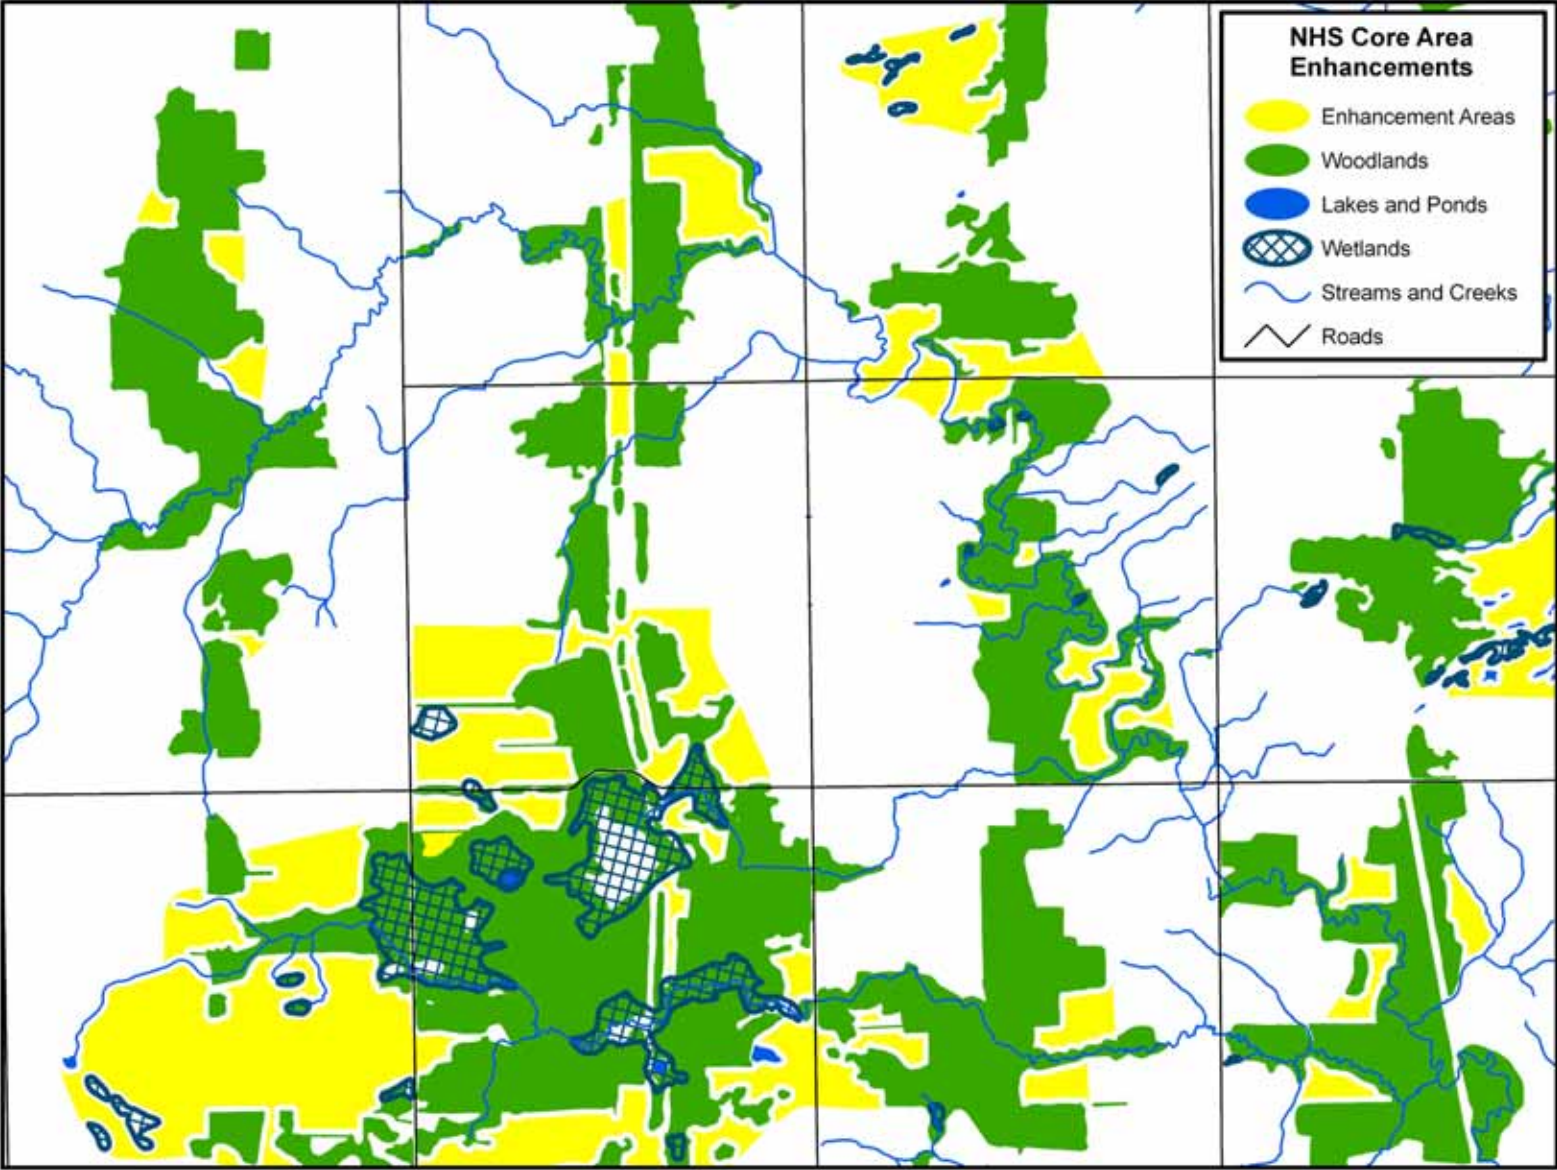 NHS Core Area
Enhancements
Enhancement Areas
Woodlands
Lakes and Ponds
Wetlands
Streams and Creeks
Roads